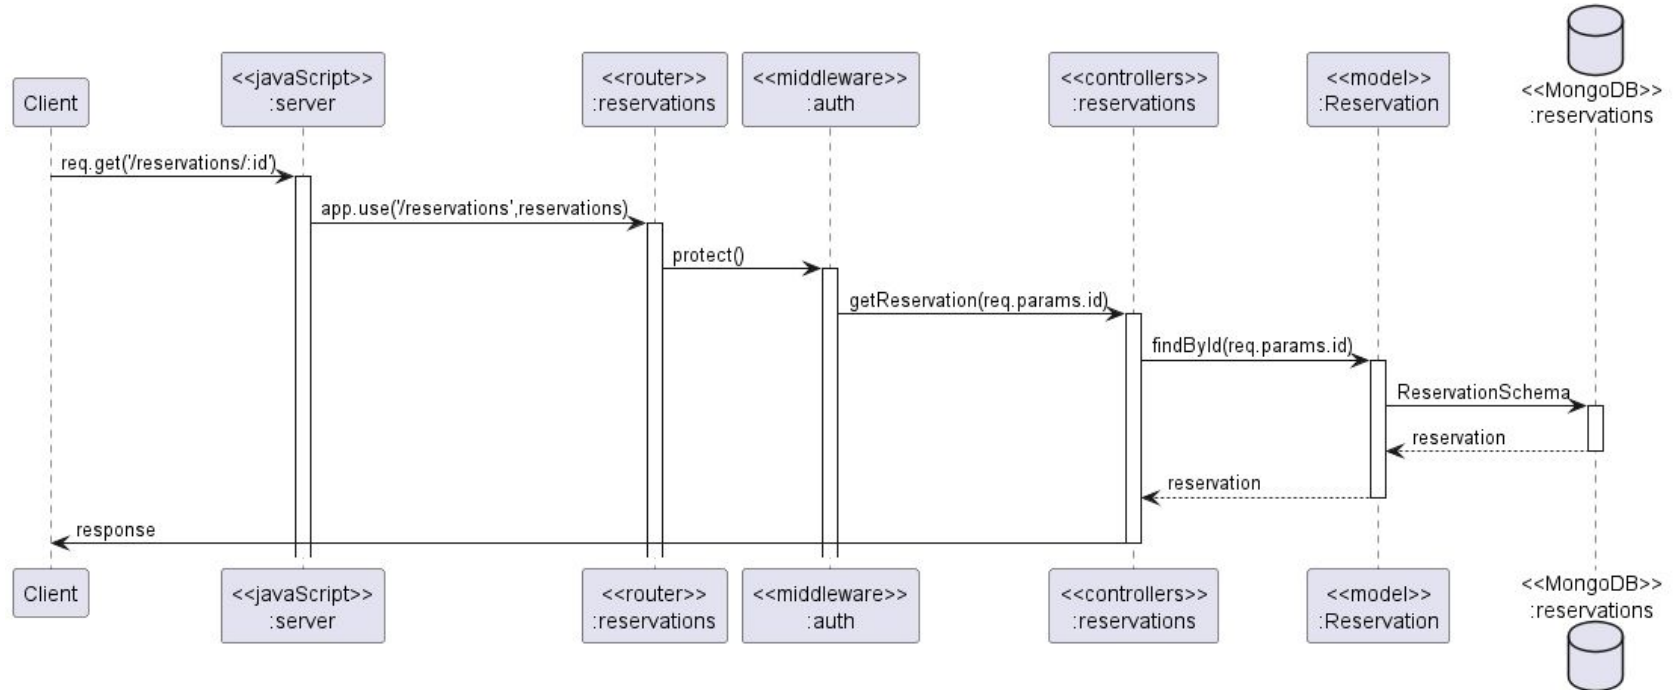 <<MongoDB>>
:reservations
Client
<<javaScript>>
:server
<<router>>
:reservations
<<middleware>>
:auth
<<controllers>>
:reservations
<<model>>
:Reservation
req.get('/reservations/:id')
app.use('/reservations',reservations)
protect()
getReservation(req.params.id)
findById(req.params.id)
ReservationSchema
reservation
reservation
response
Client
<<javaScript>>
:server
<<router>>
:reservations
<<middleware>>
:auth
<<controllers>>
:reservations
<<model>>
:Reservation
<<MongoDB>>
:reservations